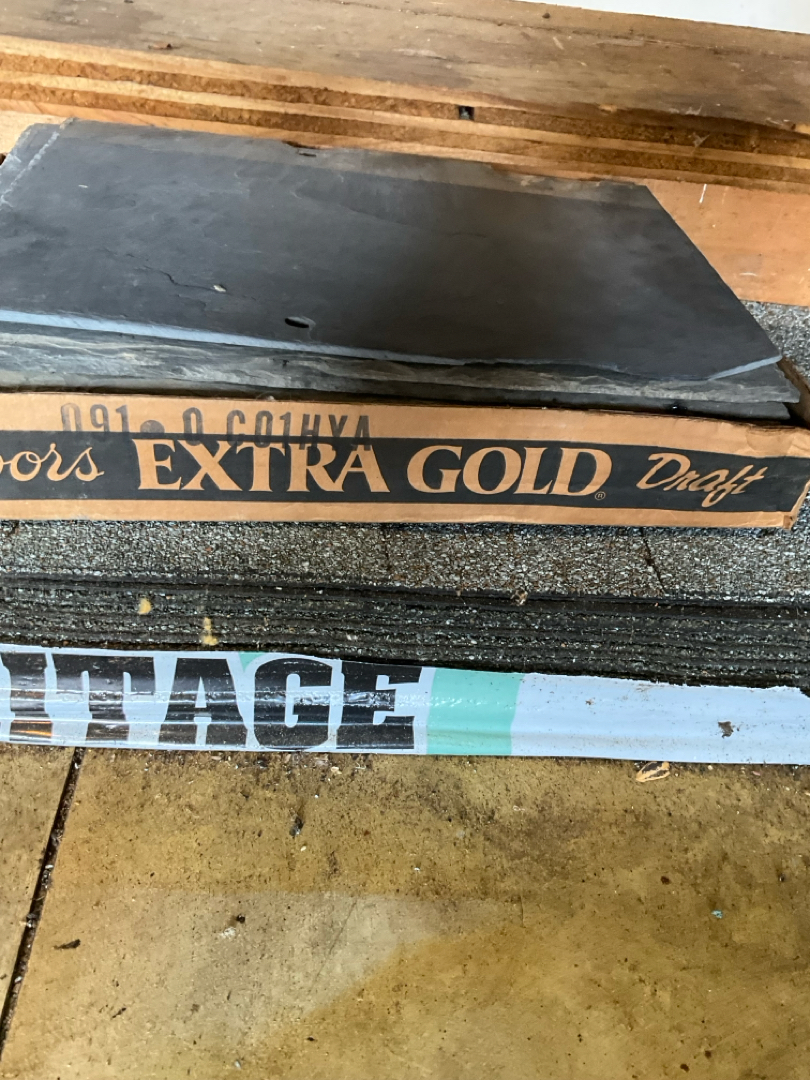 091 0 C01HYA
oors EXTRA GOLD® Draft
ITAGE